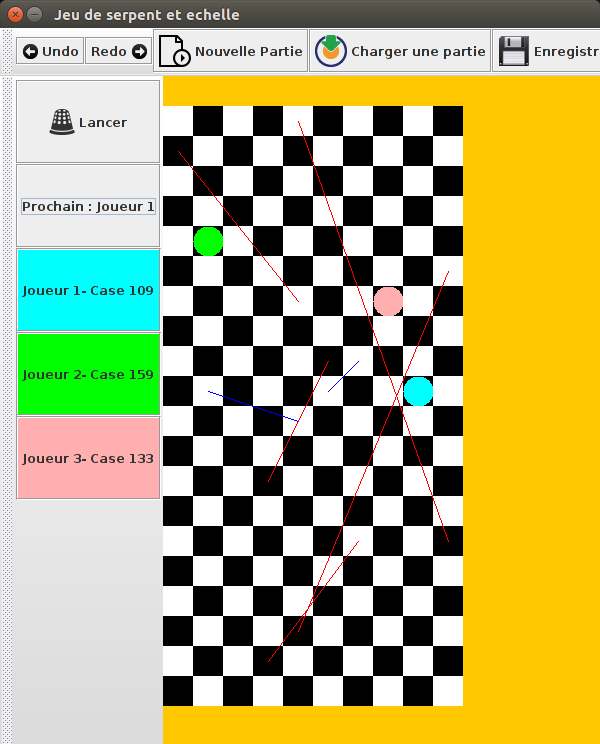 Jeu de serpent et echelle
Undo Redo Nouvelle Partie Charger une partie Enregistr
Lancer
Prochain : Joueur 1
Joueur 1- Case 109
Joueur 2- Case 159
Joueur 3- Case 133